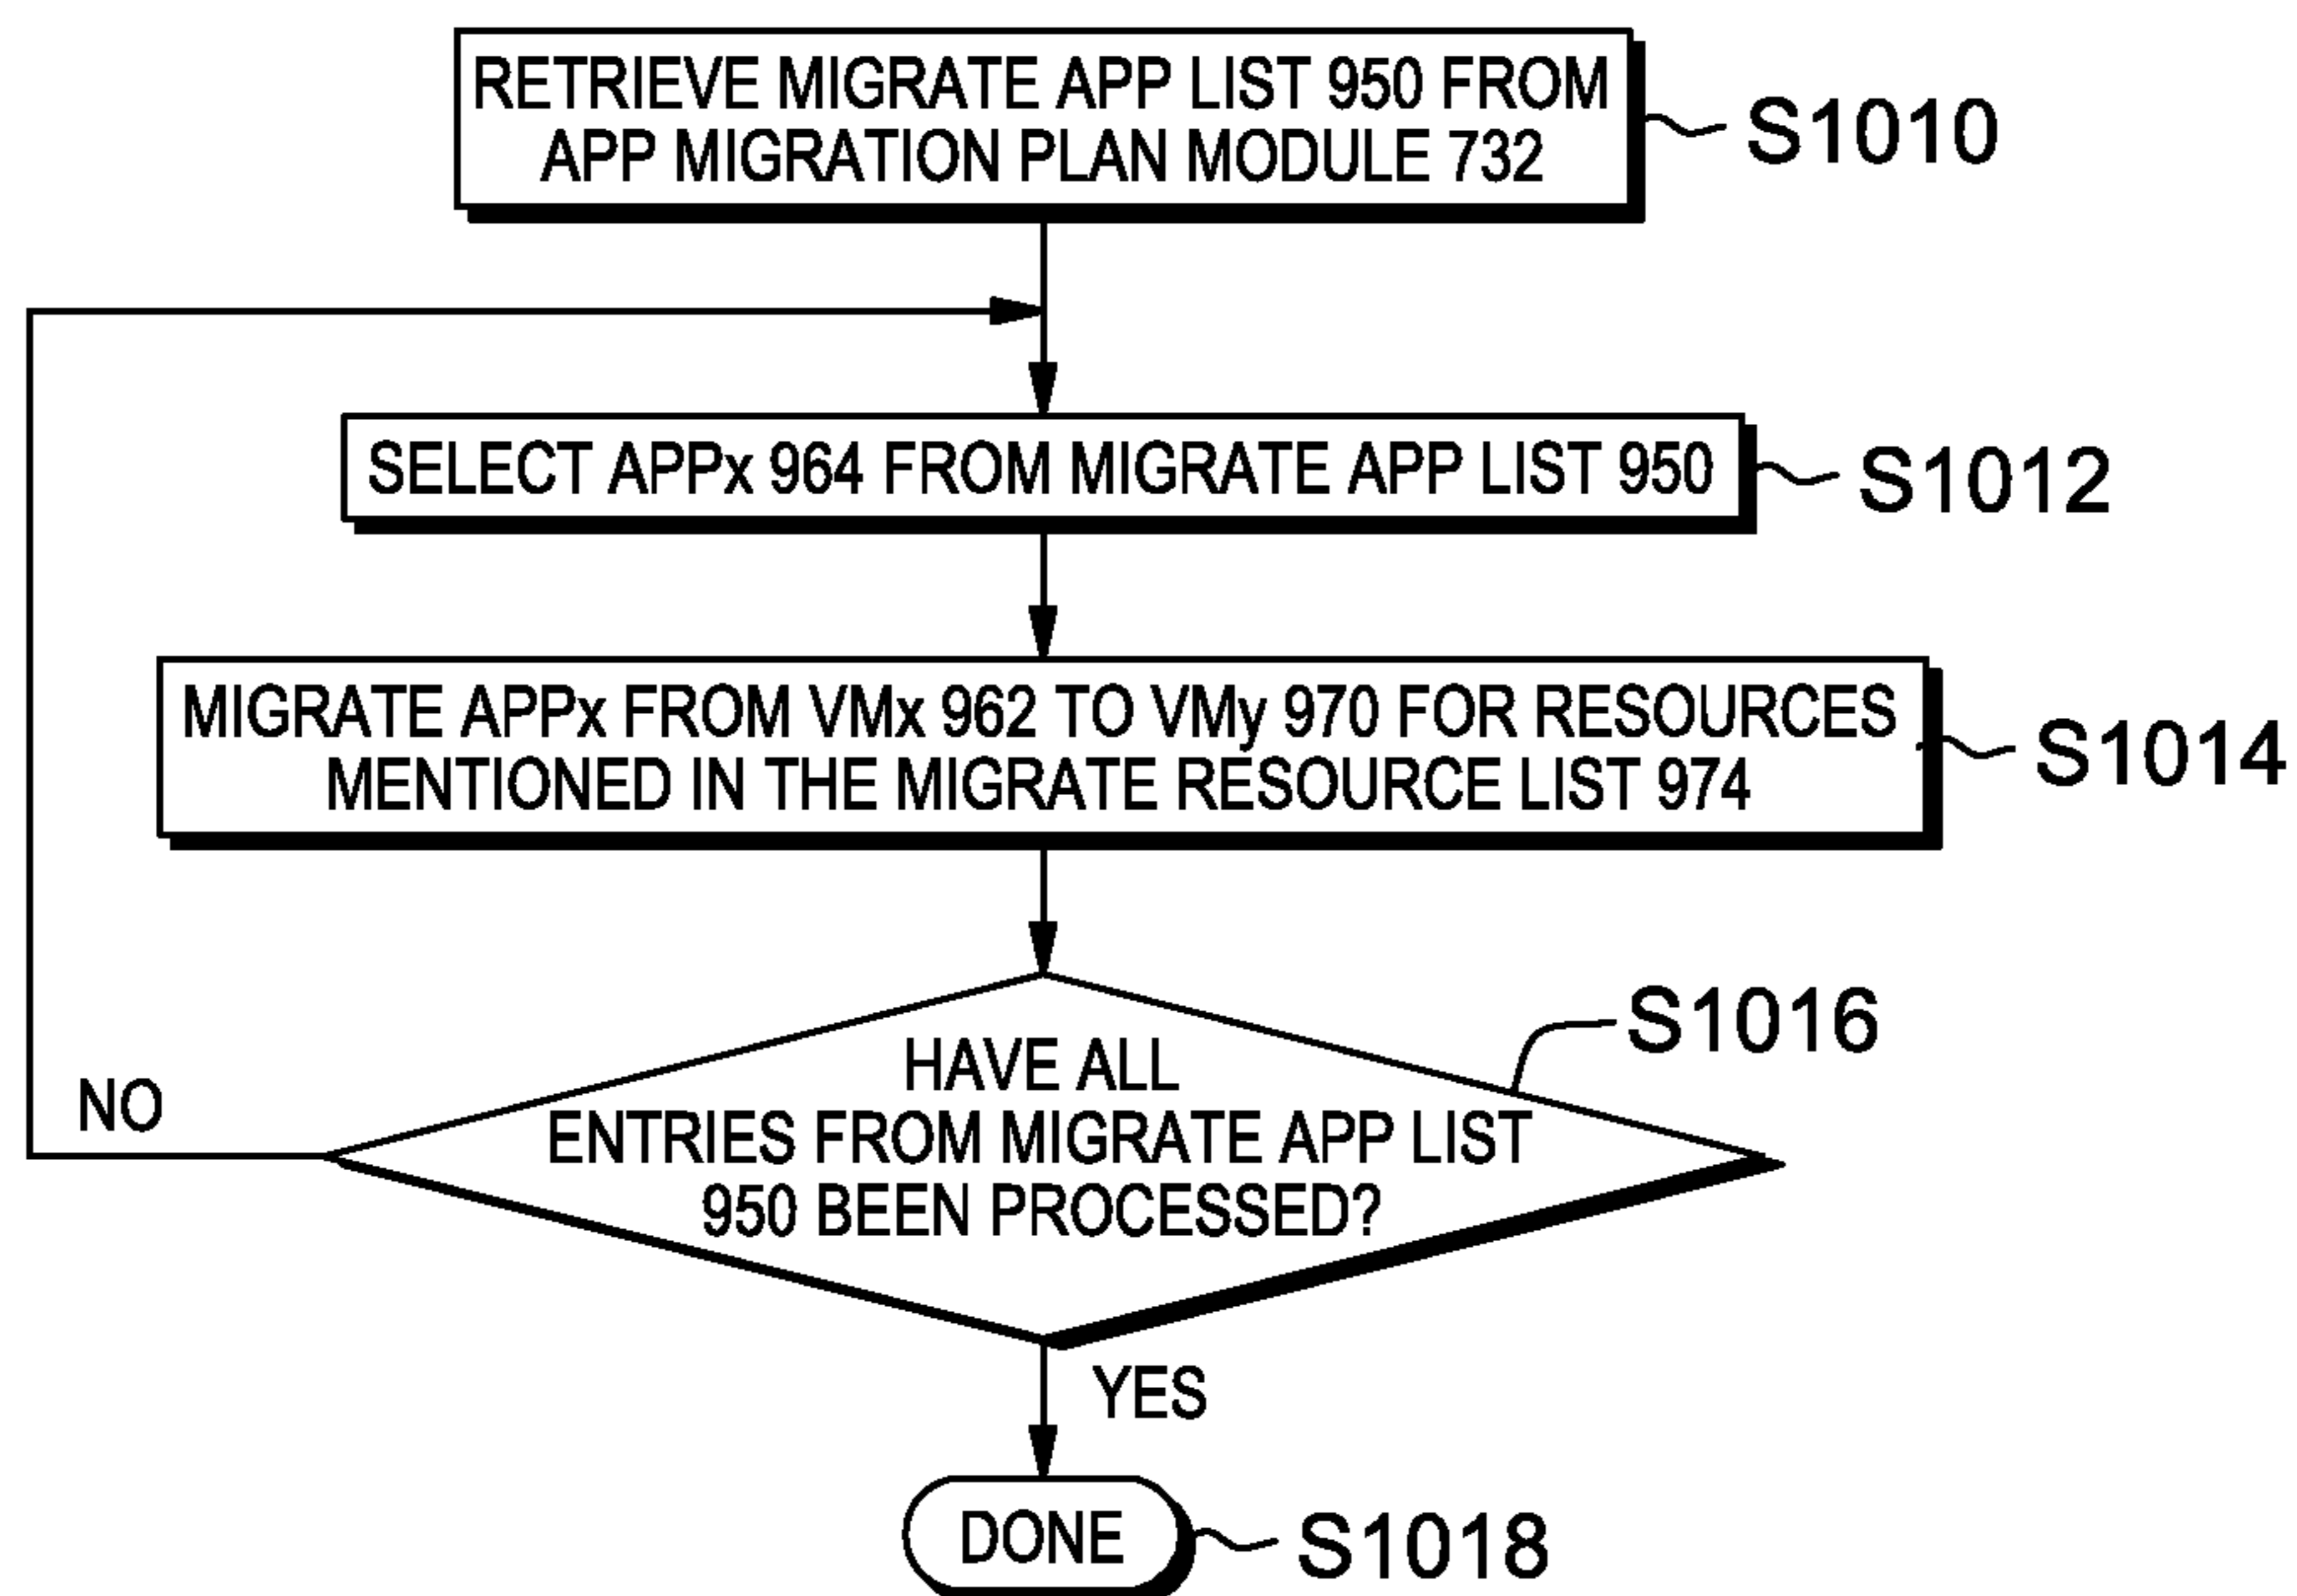 RETRIEVE MIGRATE APP LIST 950 FROM
APP MIGRATION PLAN MODULE 732
S1010
SELECT APPx 964 FROM MIGRATE APP LIST 950
S1012
MIGRATE APPx FROM VMx 962 TO VMy 970 FOR RESOURCES
MENTIONED IN THE MIGRATE RESOURCE LIST 974
S1014
S1016
HAVE ALL
ENTRIES FROM MIGRATE APP LIST
950 BEEN PROCESSED?
NO
YES
DONE
S1018